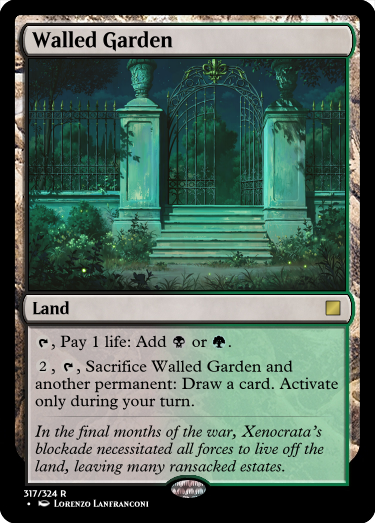 Walled Garden
Land
, Pay 1 life: Add or .
2, , Sacrifice Walled Garden and
another permanent: Draw a card. Activate
only during your turn.
In the final months of the war, Xenocrata's
blockade necessitated all forces to live off the
land, leaving many ransacked estates.
317/324 R
• Lorenzo Lanfranconi